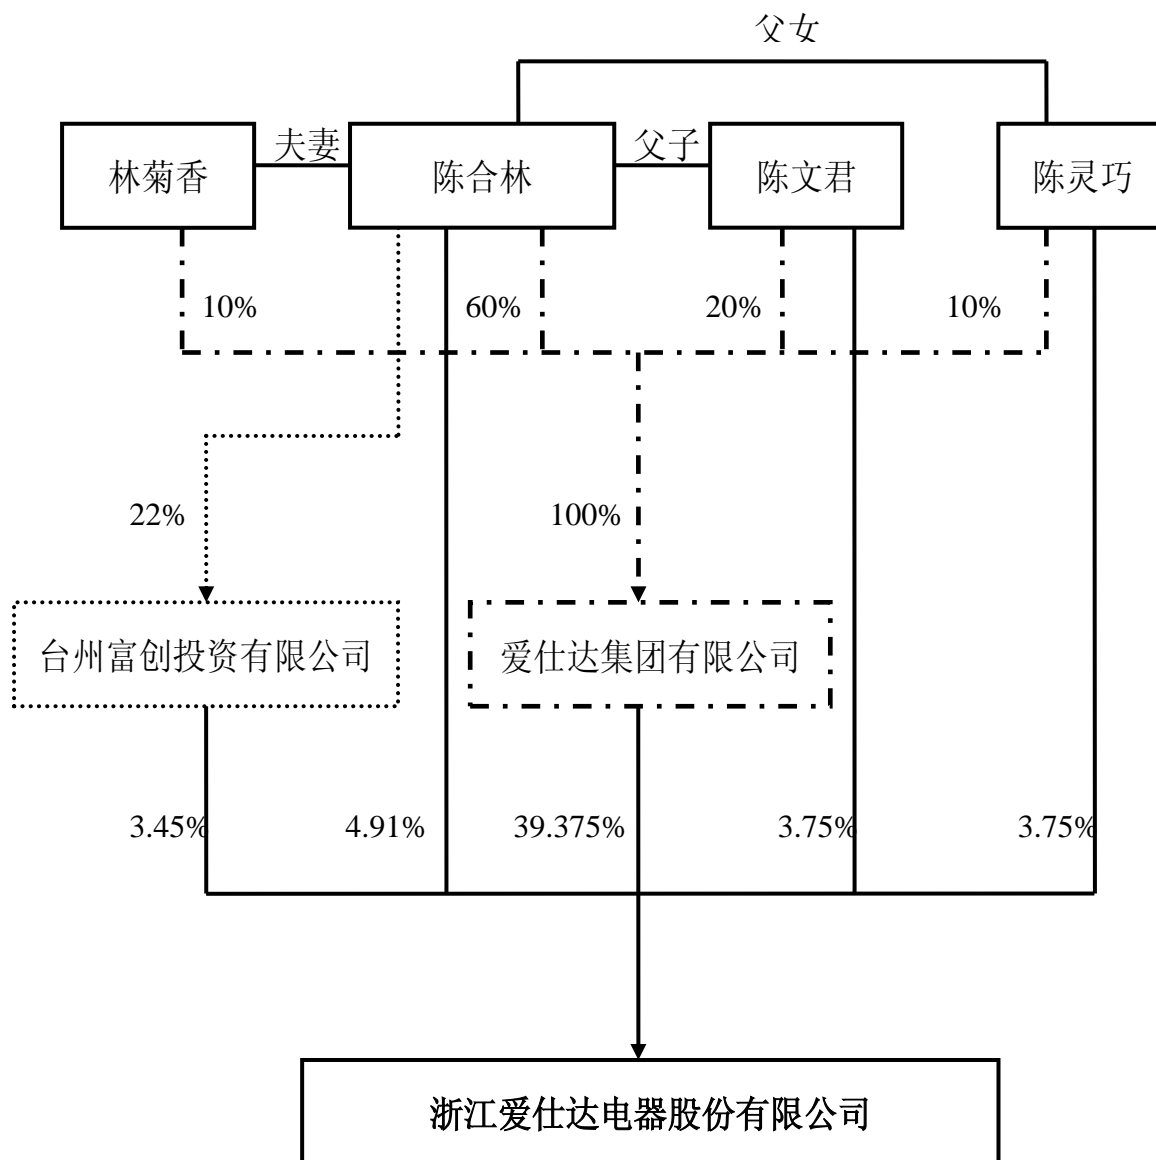 父女
夫妻
父子
林菊香
陈合林
陈文君
陈灵巧
10%
60%
20%
10%
22%
100%
台州富创投资有限公司
爱仕达集团有限公司
3.45%
4.91%
39.375%
3.75%
3.75%
浙江爱仕达电器股份有限公司